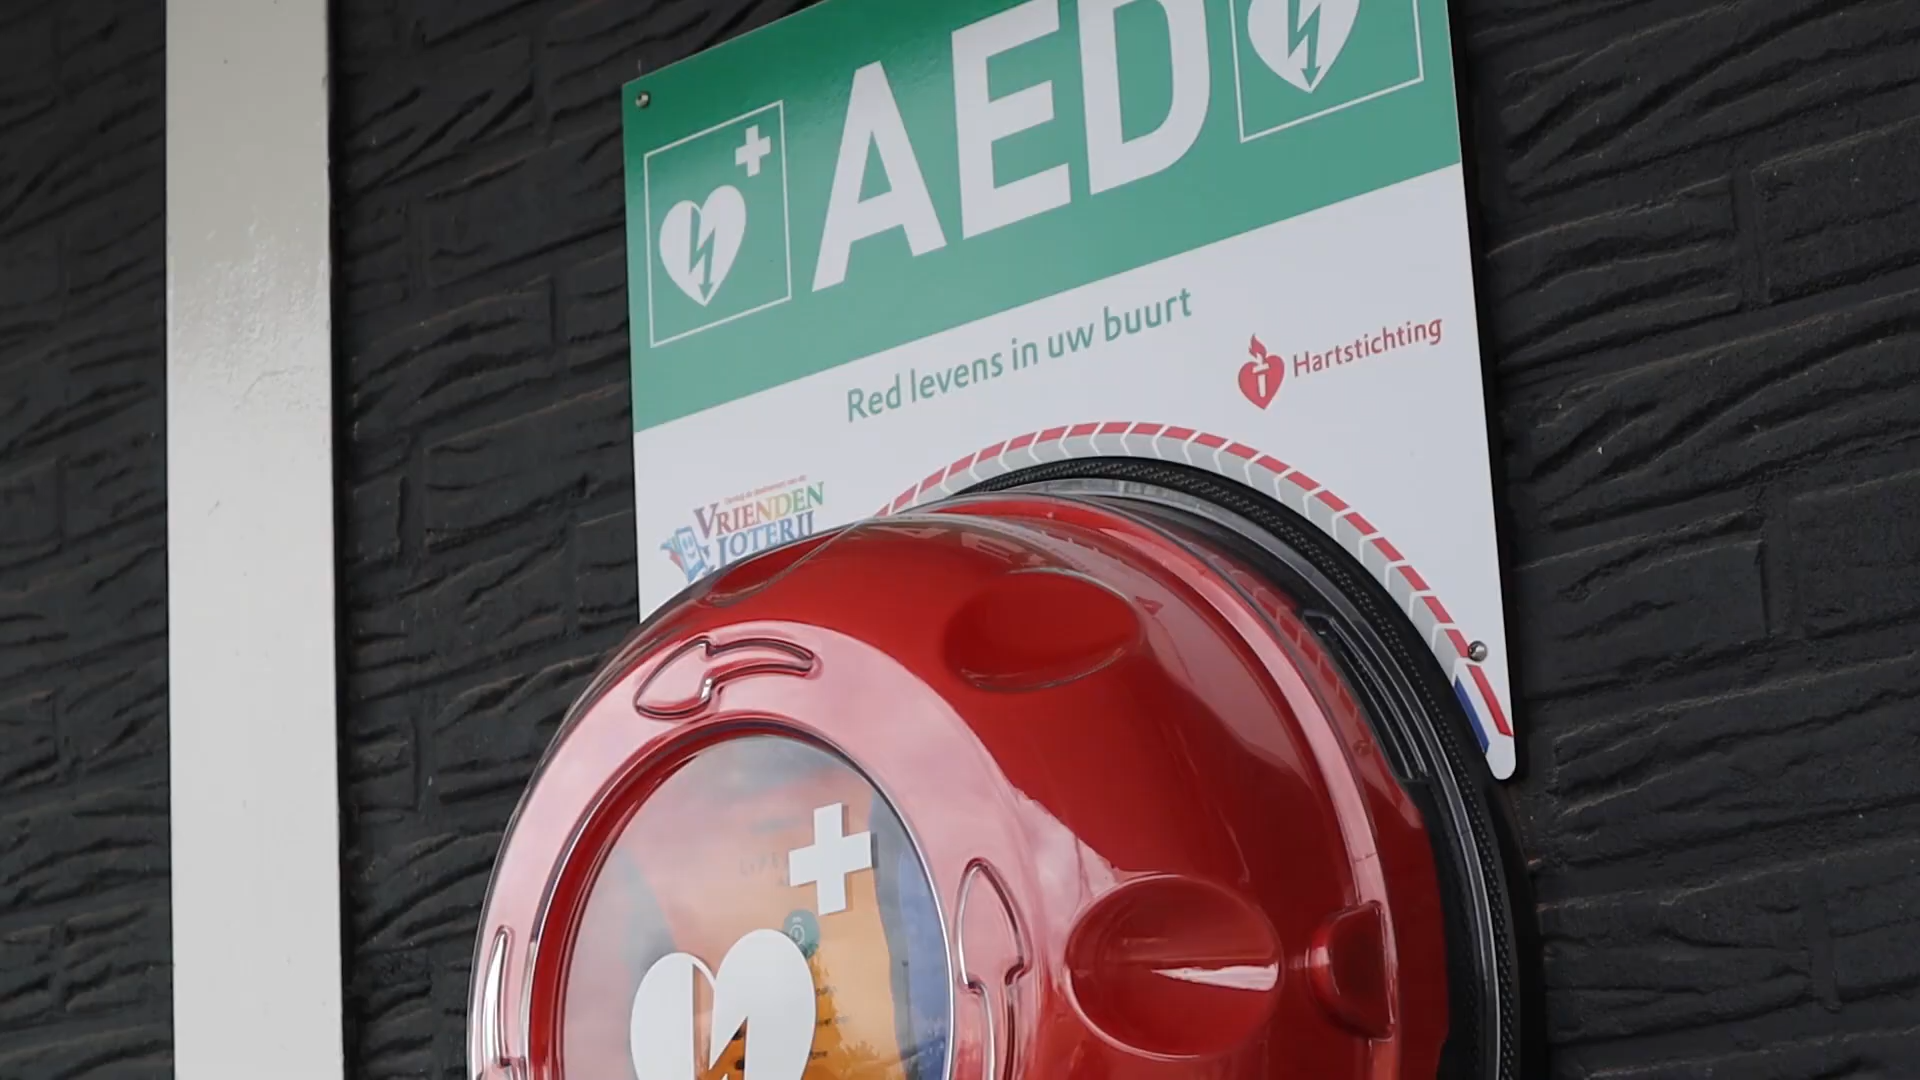 AED
Red levens in uw buurt
Hartstichting
VRIENDEN
LOTERIJ